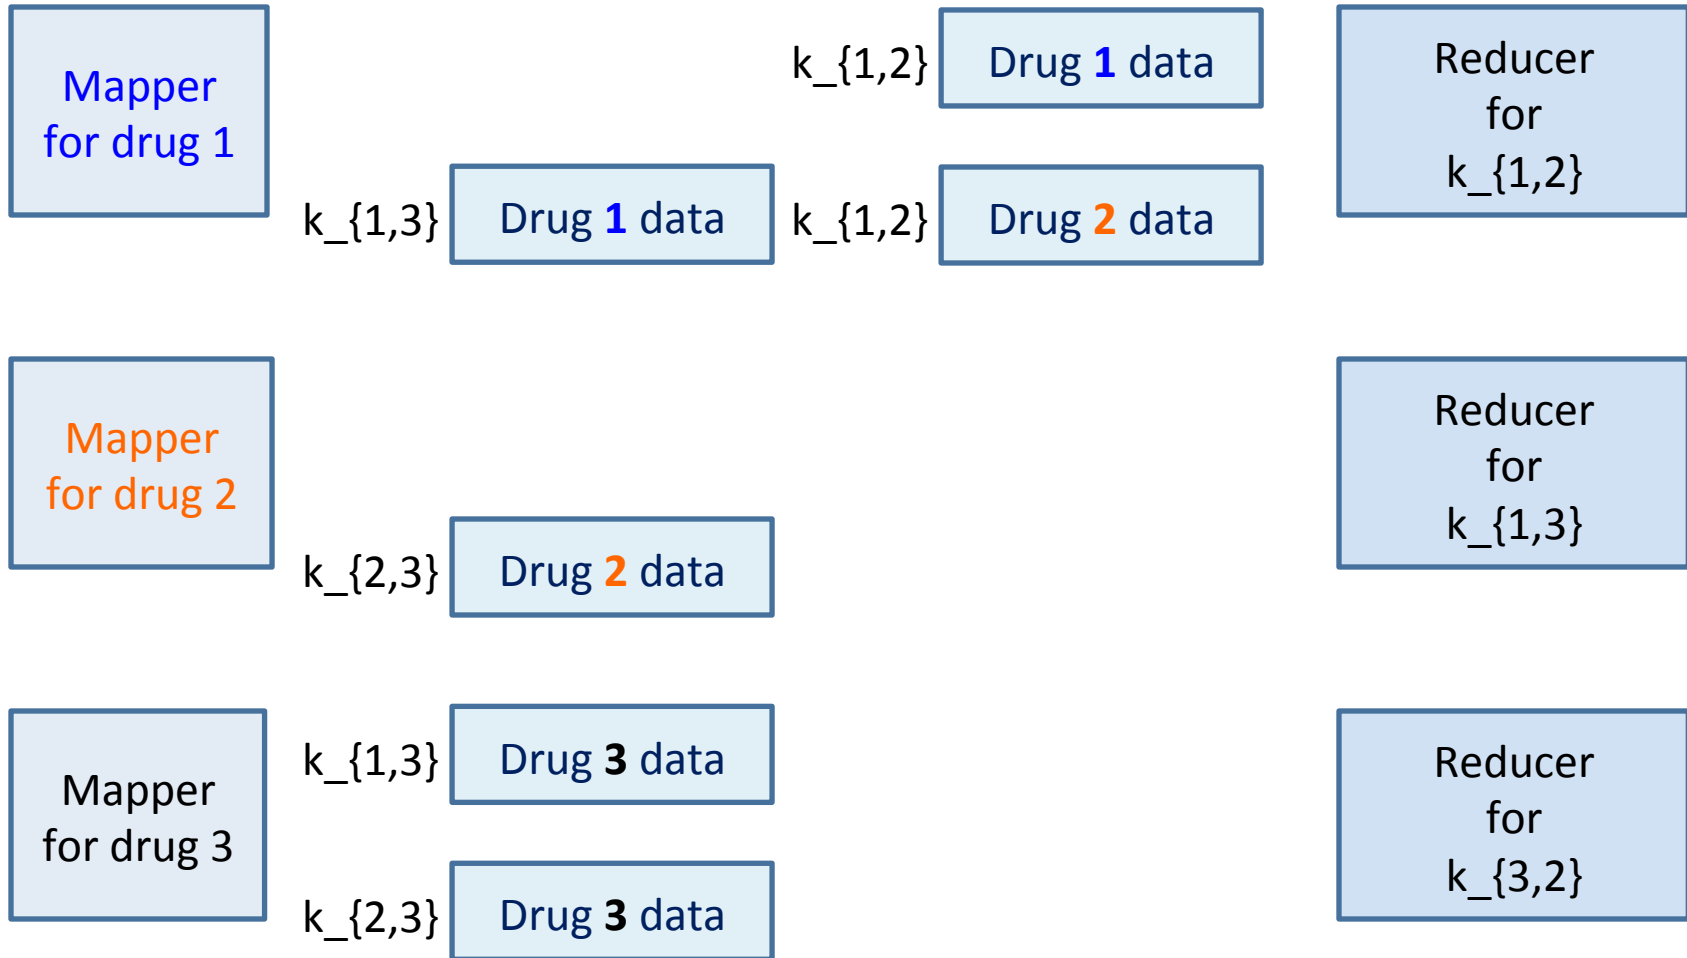 Mapper
for drug 1
k_{1,2}
Drug 1 data
Reducer
for
k_{1,2}
k_{1,3}
Drug 1 data
k_{1,2}
Drug 2 data
Mapper
for drug 2
k_{2,3}
Drug 2 data
Reducer
for
k_{1,3}
Mapper
for drug 3
k_{1,3}
Drug 3 data
k_{2,3}
Drug 3 data
Reducer
for
k_{3,2}